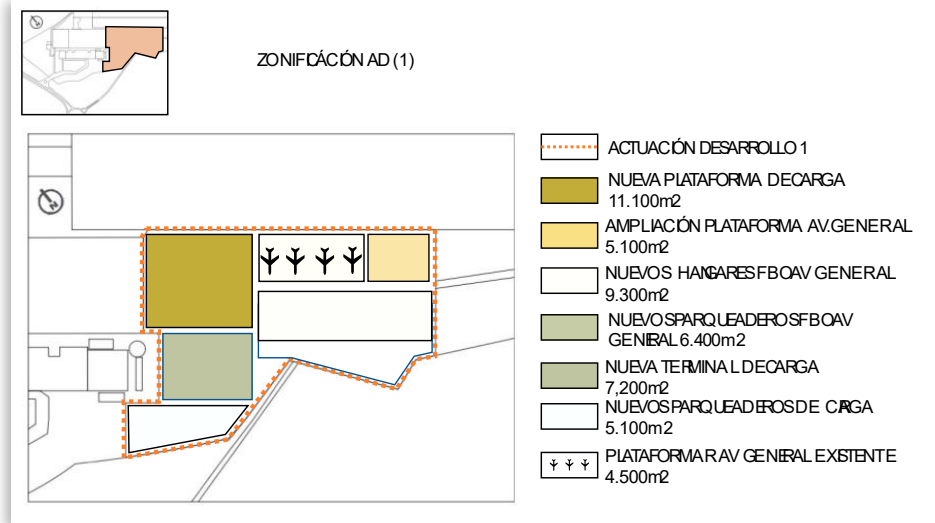 ZONIFICÁCIÓN AD (1)
ACTUACIÓN DESARROLLO 1
NUEVA PLATAFORMA DE CARGA
11.100m2
AMPLIACIÓN PLATAFORMA AV.GENERAL
5.100m2
NUEVOS HANGARES FBO AV GENERAL
9.300m2
NUEVOS PARQUEADEROS FBO AV
GENERAL 6.400m2
NUEVA TERMINAL DE CARGA
7,200m2
NUEVOS PARQUEADEROS DE CARGA
5.100m2
PLATAFORMAR AV GENERAL EXISTENTE
4.500m2
N